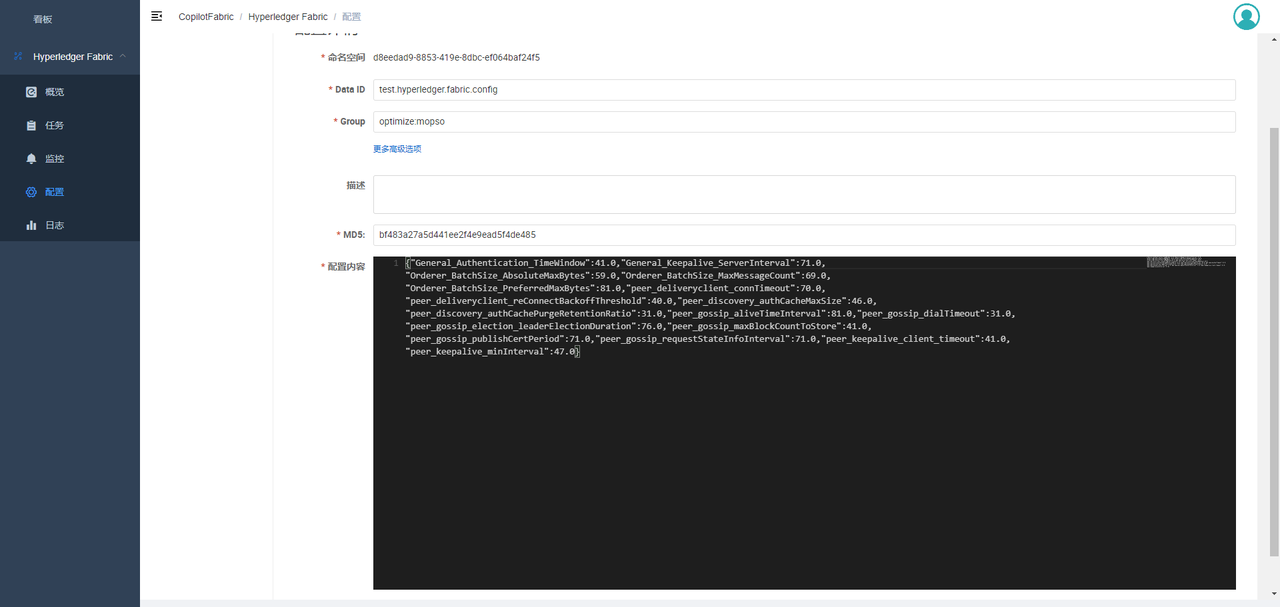 看板
CopilotFabric / Hyperledger Fabric / 配置
Hyperledger Fabric
概览
任务
监控
配置
日志
* 命名空间 d8eedad9-8853-419e-8dbc-ef064baf24f5
* Data ID test.hyperledger.fabric.config
* Group optimize:mopso
更多高级选项
描述
* MD5: bf483a27a5d441ee2f4e9ead5f4de485
* 配置内容
1 {"General_Authentication_TimeWindow":41.0,"General_Keepalive_ServerInterval":71.0,
"Orderer_BatchSize_AbsoluteMaxBytes":59.0,"Orderer_BatchSize_MaxMessageCount":69.0,
"Orderer_BatchSize_PreferredMaxBytes":81.0,"peer_deliveryclient_connTimeout":70.0,
"peer_deliveryclient_reConnectBackoffThreshold":40.0,"peer_discovery_authCacheMaxSize":46.0,
"peer_discovery_authCachePurgeRetentionRatio":31.0,"peer_gossip_aliveTimeInterval":81.0,"peer_gossip_dialTimeout":31.0,
"peer_gossip_election_leaderElectionDuration":76.0,"peer_gossip_maxBlockCountToStore":41.0,
"peer_gossip_publishCertPeriod":71.0,"peer_gossip_requestStateInfoInterval":71.0,"peer_keepalive_client_timeout":41.0,
"peer_keepalive_minInterval":47.0}